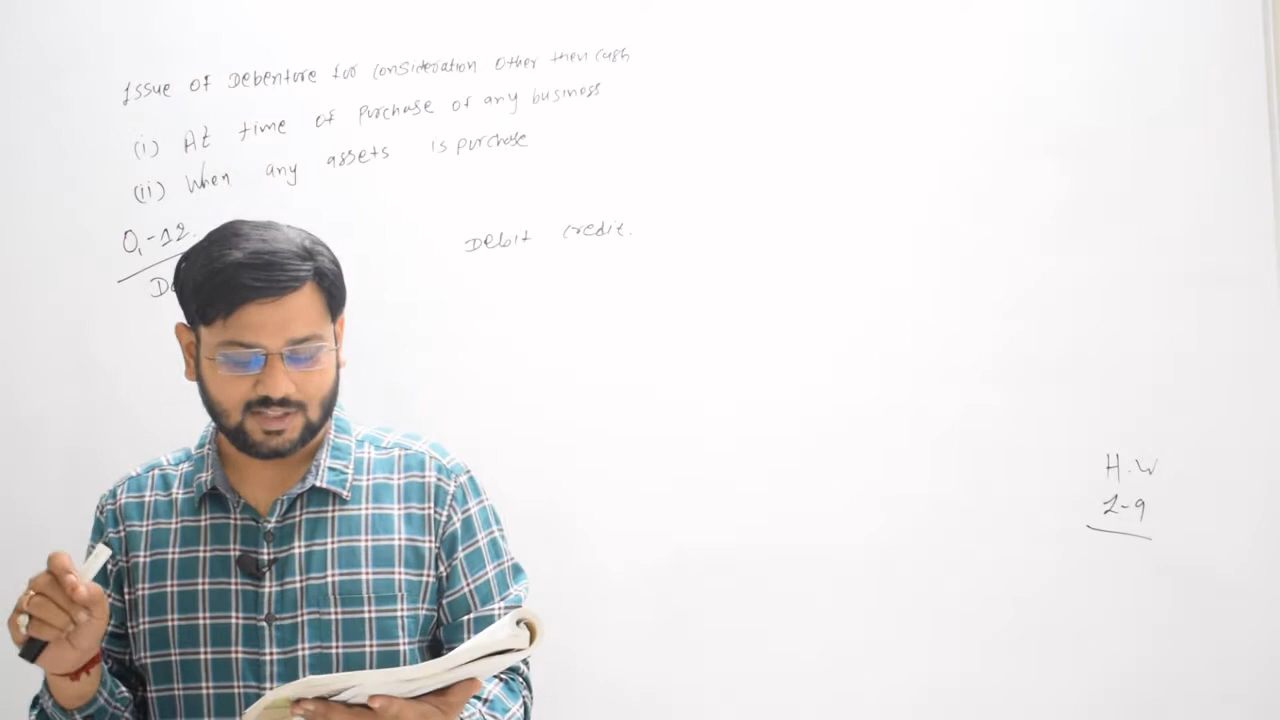 Issue of Debenture for consideration other then cash
(i) At time of purchase of any business
(ii) When any assets is purchase
Q,-12.
Debit credit.
H.W
1-9